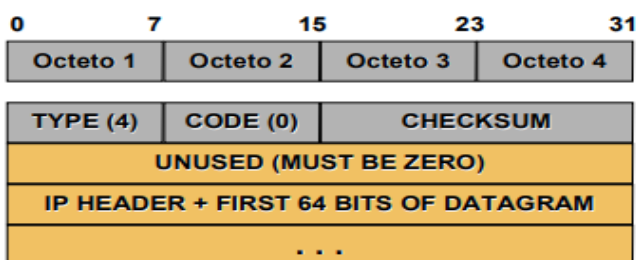 0 7 15 23 31
Octeto 1 Octeto 2 Octeto 3 Octeto 4
TYPE (4) CODE (0) CHECKSUM
UNUSED (MUST BE ZERO)
IP HEADER + FIRST 64 BITS OF DATAGRAM
. . .